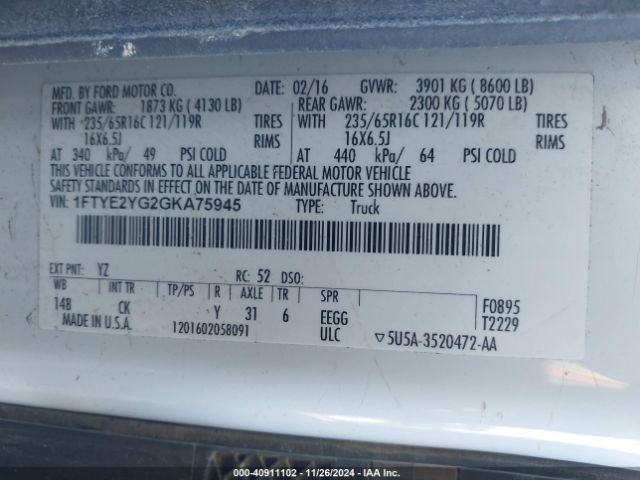 MFD. BY FORD MOTOR CO. DATE: 02/16 GVWR: 3901 KG ( 8600 LB)
FRONT GAWR: 1873 KG ( 4130 LB) REAR GAWR: 2300 KG ( 5070 LB)
WITH 235/65R16C 121/119R TIRES WITH 235/65R16C 121/119R TIRES
16X6.5J RIMS 16X6.5J RIMS
AT 340 kPa/ 49 PSI COLD AT 440 kPa/ 64 PSI COLD
THIS VEHICLE CONFORMS TO ALL APPLICABLE FEDERAL MOTOR VEHICLE
SAFETY STANDARDS IN EFFECT ON THE DATE OF MANUFACTURE SHOWN ABOVE.
VIN: 1FTYE2YG2GKA75945 TYPE: Truck
EXT PNT: YZ RC: 52 DSO:
WB INT TR TP/PS R AXLE TR SPR
148 CK Y 31 6 EEGG F0895
MADE IN U.S.A. 1201602058091 ULC T2229
▽5U5A-3520472-AA
000-40911102 - 11/26/2024 - IAA Inc.